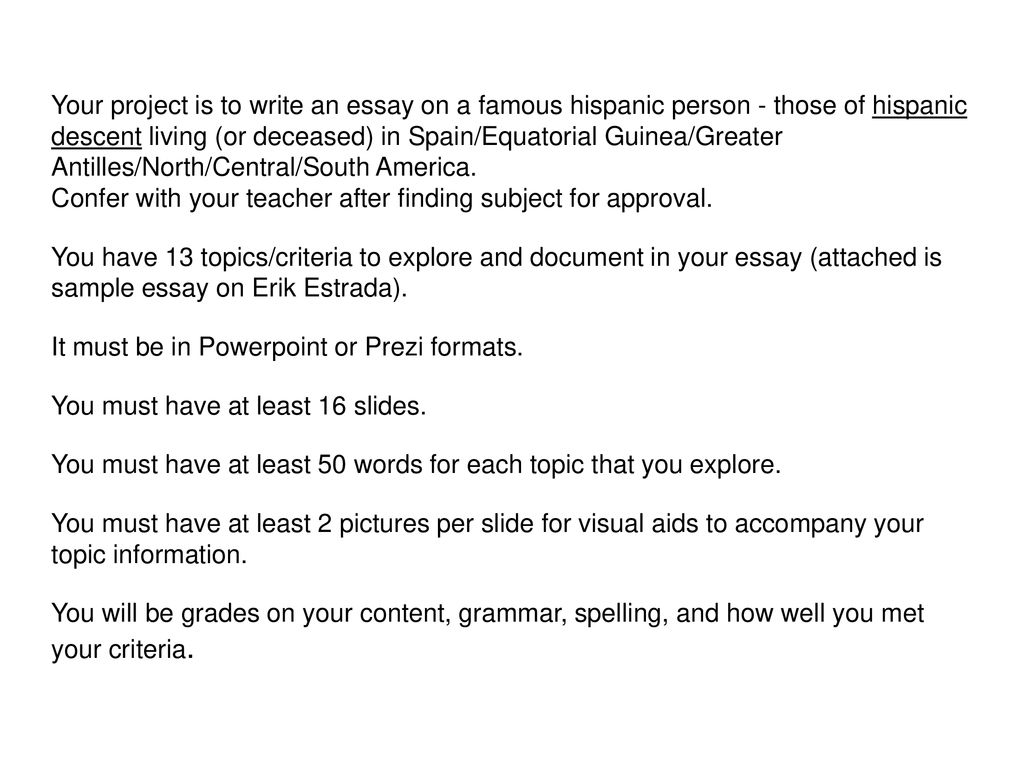 Your project is to write an essay on a famous hispanic person - those of hispanic
descent living (or deceased) in Spain/Equatorial Guinea/Greater
Antilles/North/Central/South America.
Confer with your teacher after finding subject for approval.
You have 13 topics/criteria to explore and document in your essay (attached is
sample essay on Erik Estrada).
It must be in Powerpoint or Prezi formats.
You must have at least 16 slides.
You must have at least 50 words for each topic that you explore.
You must have at least 2 pictures per slide for visual aids to accompany your
topic information.
You will be grades on your content, grammar, spelling, and how well you met
your criteria.